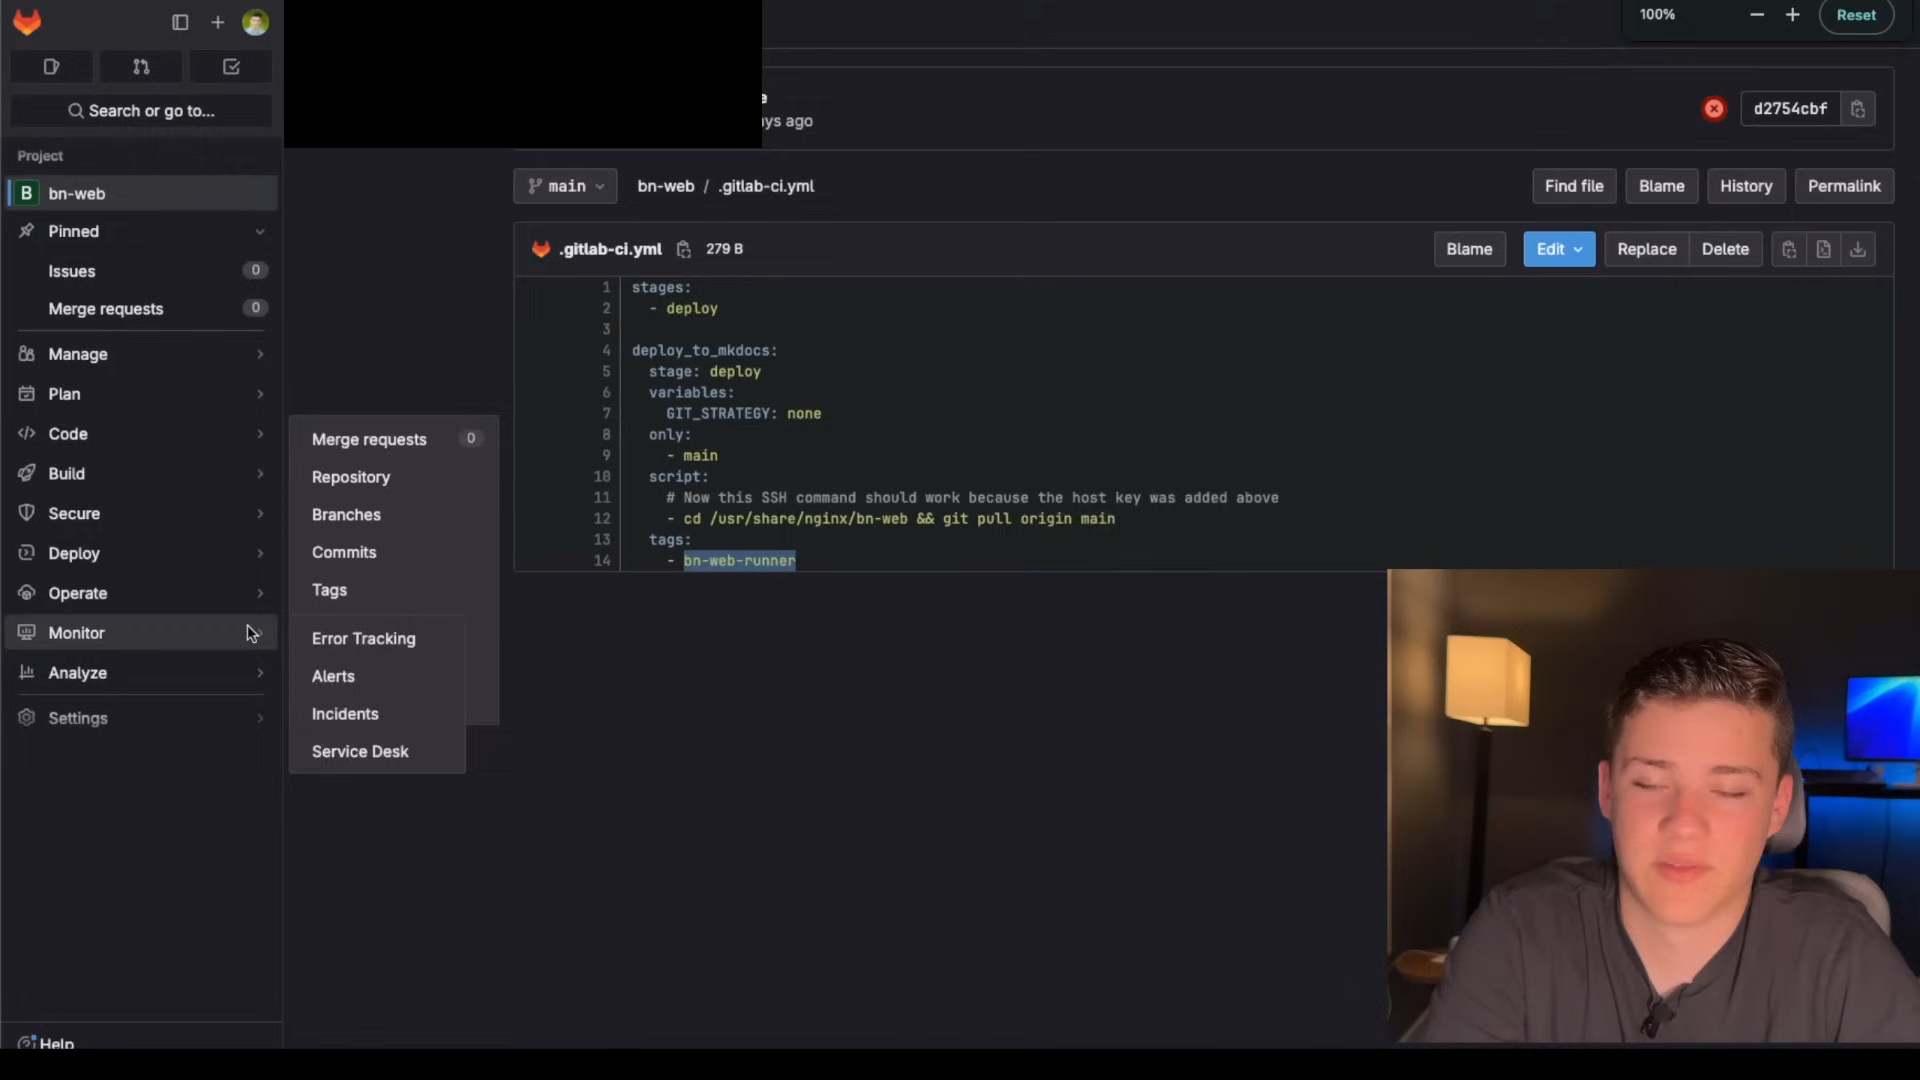 100%
Reset
Search or go to...
e
ys ago
d2754cbf
Project
B bn-web
main
bn-web / .gitlab-ci.yml
Find file
Blame
History
Permalink
Pinned
Issues 0
Merge requests 0
Manage
Plan
Code
Build
Secure
Deploy
Operate
Monitor
Analyze
Settings
Help
Merge requests 0
Repository
Branches
Commits
Tags
Error Tracking
Alerts
Incidents
Service Desk
.gitlab-ci.yml 279 B
Blame
Edit
Replace
Delete
1 stages:
2 - deploy
3
4 deploy_to_mkdocs:
5 stage: deploy
6 variables:
7 GIT_STRATEGY: none
8 only:
9 - main
10 script:
11 # Now this SSH command should work because the host key was added above
12 - cd /usr/share/nginx/bn-web && git pull origin main
13 tags:
14 - bn-web-runner